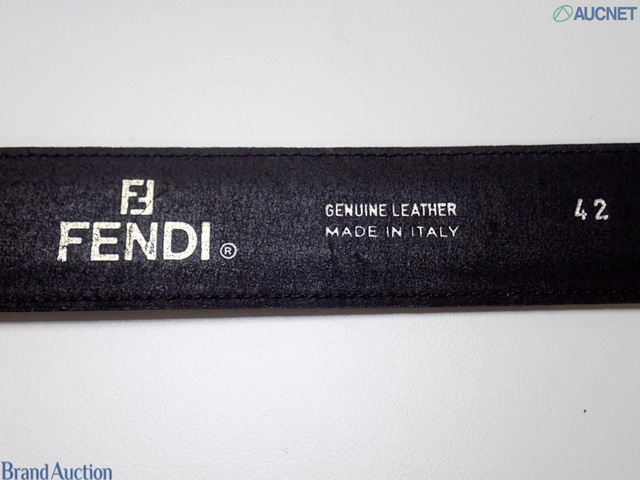 AUCNET
FF
FENDI®
GENUINE LEATHER
MADE IN ITALY
42
Brand Auction